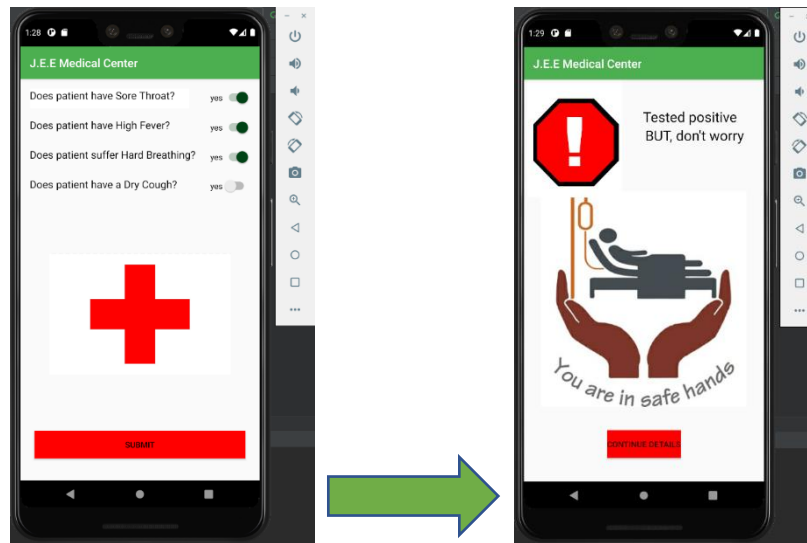 1:28
J.E.E Medical Center
Does patient have Sore Throat? yes
Does patient have High Fever? yes
Does patient suffer Hard Breathing? yes
Does patient have a Dry Cough? yes
SUBMIT
1:29
J.E.E Medical Center
!
Tested positive
BUT, don't worry
You are in safe hands
CONTINUE DETAILS